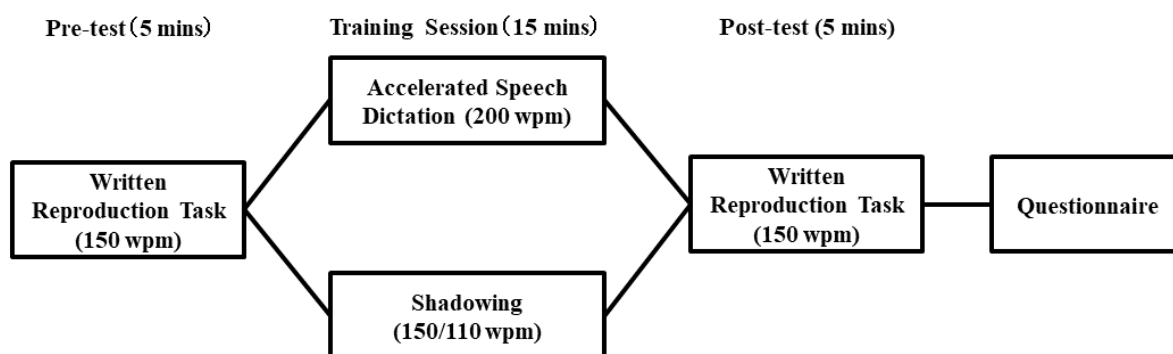 Pre-test (5 mins)
Training Session (15 mins)
Post-test (5 mins)
Accelerated Speech
Dictation (200 wpm)
Written
Reproduction Task
(150 wpm)
Written
Reproduction Task
(150 wpm)
Questionnaire
Shadowing
(150/110 wpm)